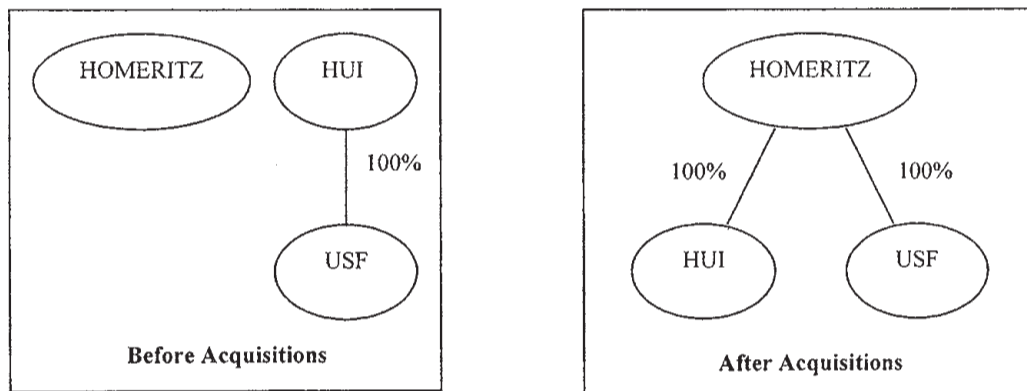 HOMERITZ
HUI
100%
USF
Before Acquisitions
HOMERITZ
100%
100%
HUI
USF
After Acquisitions